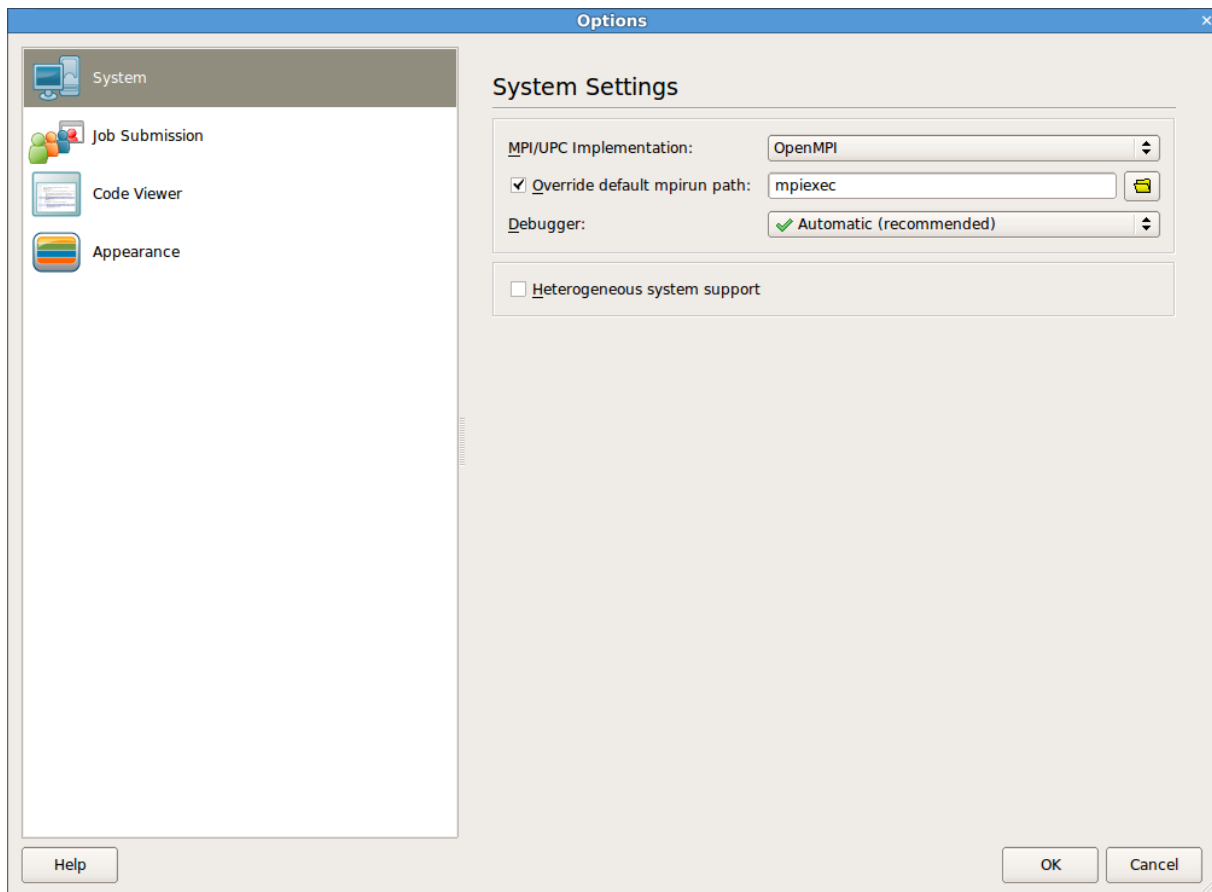 Options
System
Job Submission
Code Viewer
Appearance
System Settings
MPI/UPC Implementation: OpenMPI
Override default mpirun path: mpiexec
Debugger: Automatic (recommended)
Heterogeneous system support
Help OK Cancel